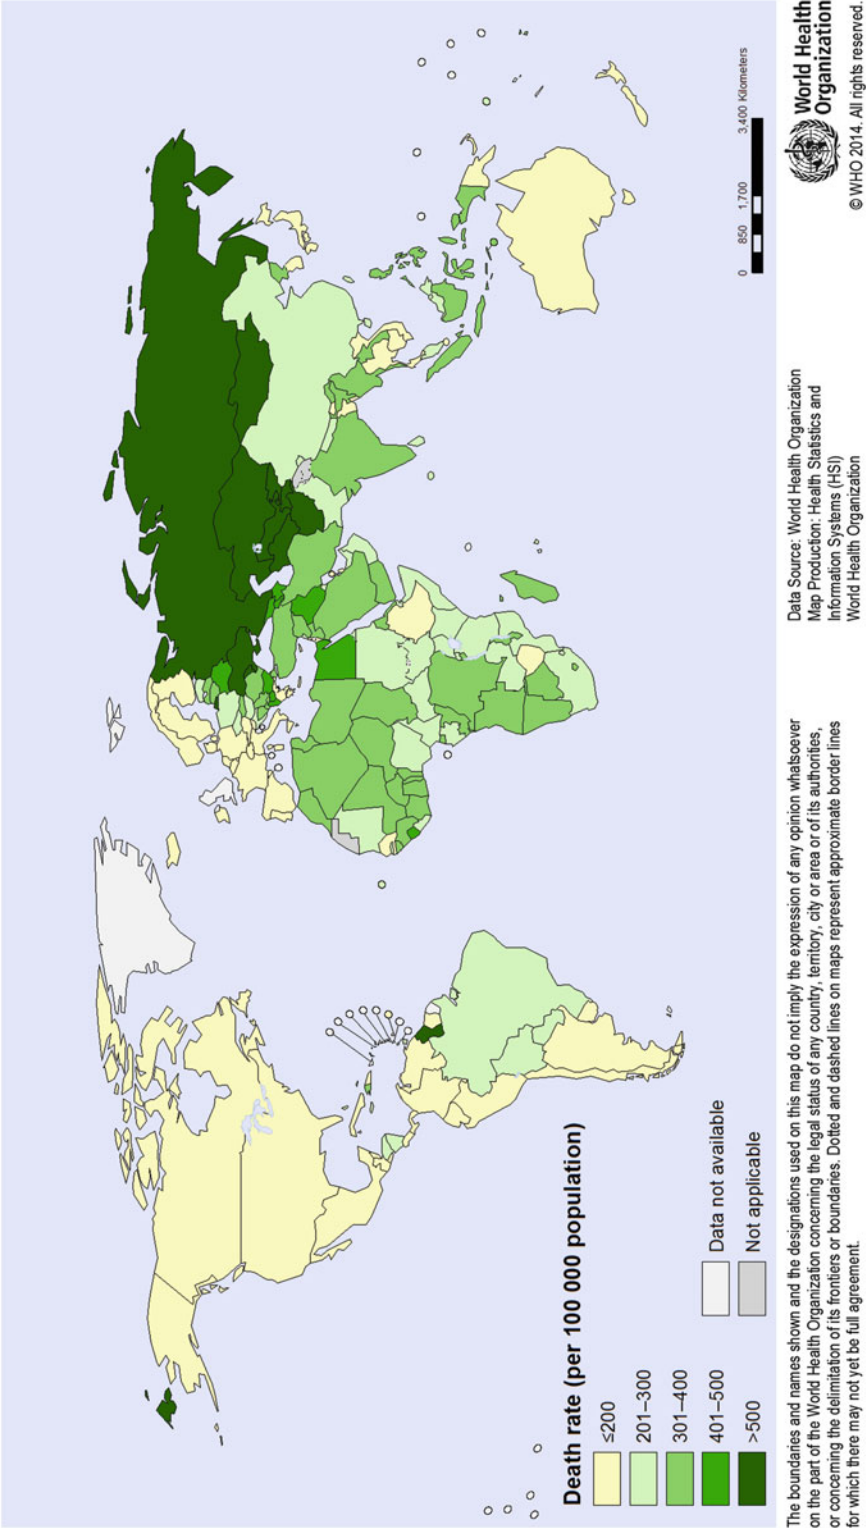 Death rate (per 100 000 population)
≤200
201–300
301–400
401–500
>500
Data not available
Not applicable
0 850 1,700 3,400 Kilometers
The boundaries and names shown and the designations used on this map do not imply the expression of any opinion whatsoever
on the part of the World Health Organization concerning the legal status of any country, territory, city or area or of its authorities,
or concerning the delimitation of its frontiers or boundaries. Dotted and dashed lines on maps represent approximate border lines
for which there may not yet be full agreement.
Data Source: World Health Organization
Map Production: Health Statistics and
Information Systems (HSI)
World Health Organization
World Health
Organization
© WHO 2014. All rights reserved.